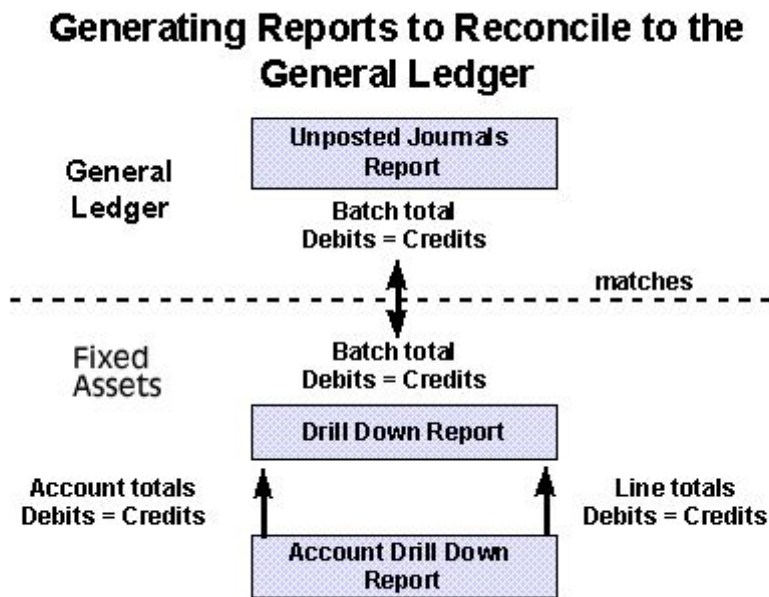 Generating Reports to Reconcile to the
General Ledger
Unposted Journals
Report
General
Ledger
Batch total
Debits = Credits
matches
Fixed
Assets
Batch total
Debits = Credits
Drill Down Report
Account totals
Debits = Credits
Line totals
Debits = Credits
Account Drill Down
Report